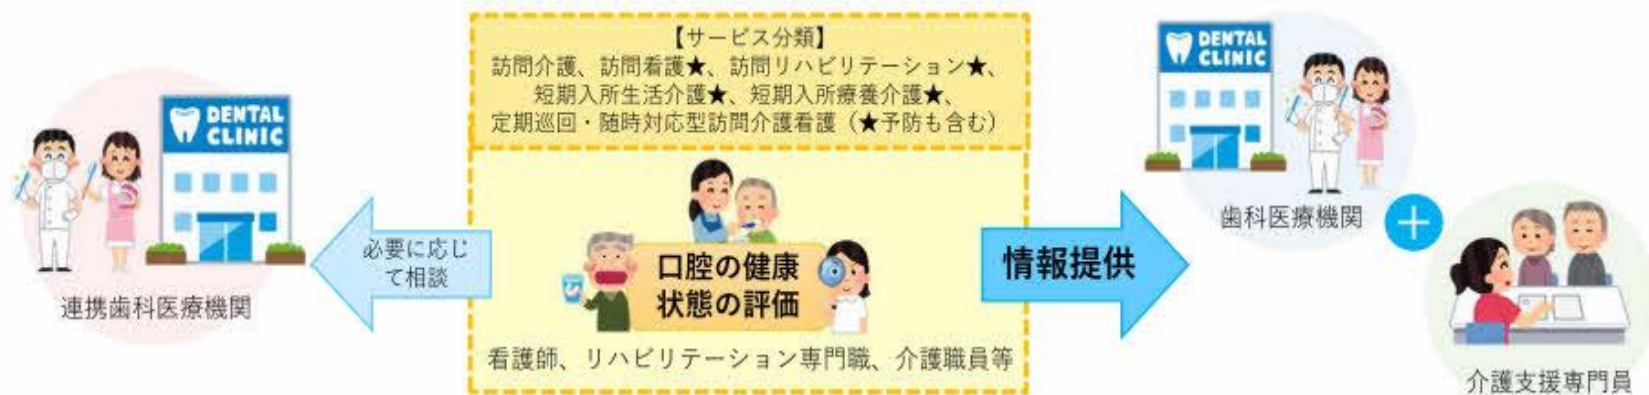 【サービス分類】
訪問介護、訪問看護★、訪問リハビリテーション★、
短期入所生活介護★、短期入所療養介護★、
定期巡回・随時対応型訪問介護看護（★予防も含む）
DENTAL
CLINIC
連携歯科医療機関
必要に応じ
て相談
口腔の健康
状態の評価
看護師、リハビリテーション専門職、介護職員等
情報提供
DENTAL
CLINIC
歯科医療機関
+
介護支援専門員